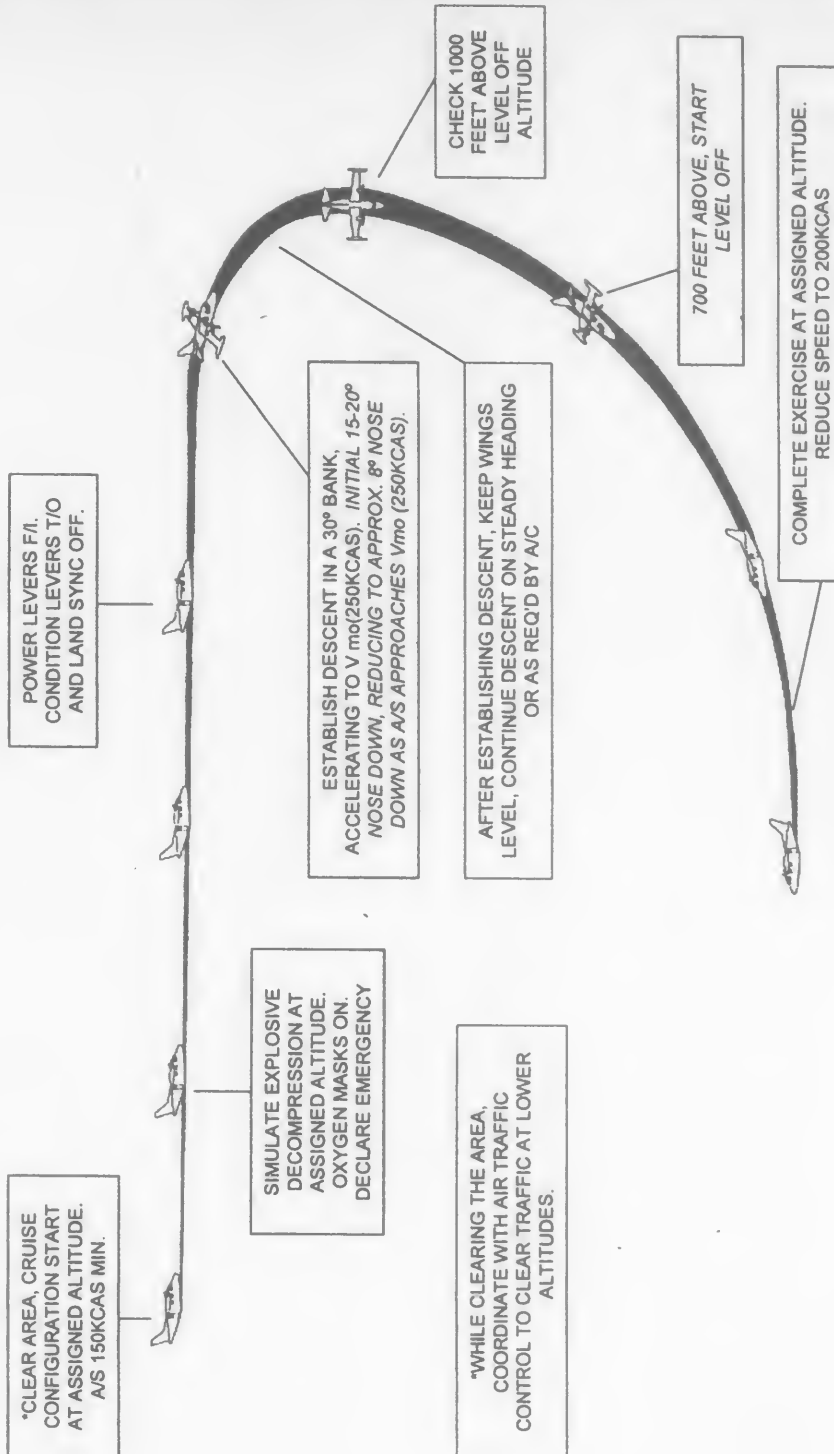 *CLEAR AREA, CRUISE
CONFIGURATION START
AT ASSIGNED ALTITUDE.
A/S 150KCAS MIN.
SIMULATE EXPLOSIVE
DECOMPRESSION AT
ASSIGNED ALTITUDE.
OXYGEN MASKS ON.
DECLARE EMERGENCY
POWER LEVERS F/I.
CONDITION LEVERS T/O
AND LAND SYNC OFF.
ESTABLISH DESCENT IN A 30º BANK,
ACCELERATING TO V mo(250KCAS). INITIAL 15-20º
NOSE DOWN, REDUCING TO APPROX. 8º NOSE
DOWN AS A/S APPROACHES Vmo (250KCAS).
AFTER ESTABLISHING DESCENT, KEEP WINGS
LEVEL, CONTINUE DESCENT ON STEADY HEADING
OR AS REQ'D BY A/C
CHECK 1000
FEET' ABOVE
LEVEL OFF
ALTITUDE
700 FEET ABOVE, START
LEVEL OFF
COMPLETE EXERCISE AT ASSIGNED ALTITUDE.
REDUCE SPEED TO 200KCAS
*WHILE CLEARING THE AREA,
COORDINATE WITH AIR TRAFFIC
CONTROL TO CLEAR TRAFFIC AT LOWER
ALTITUDES.